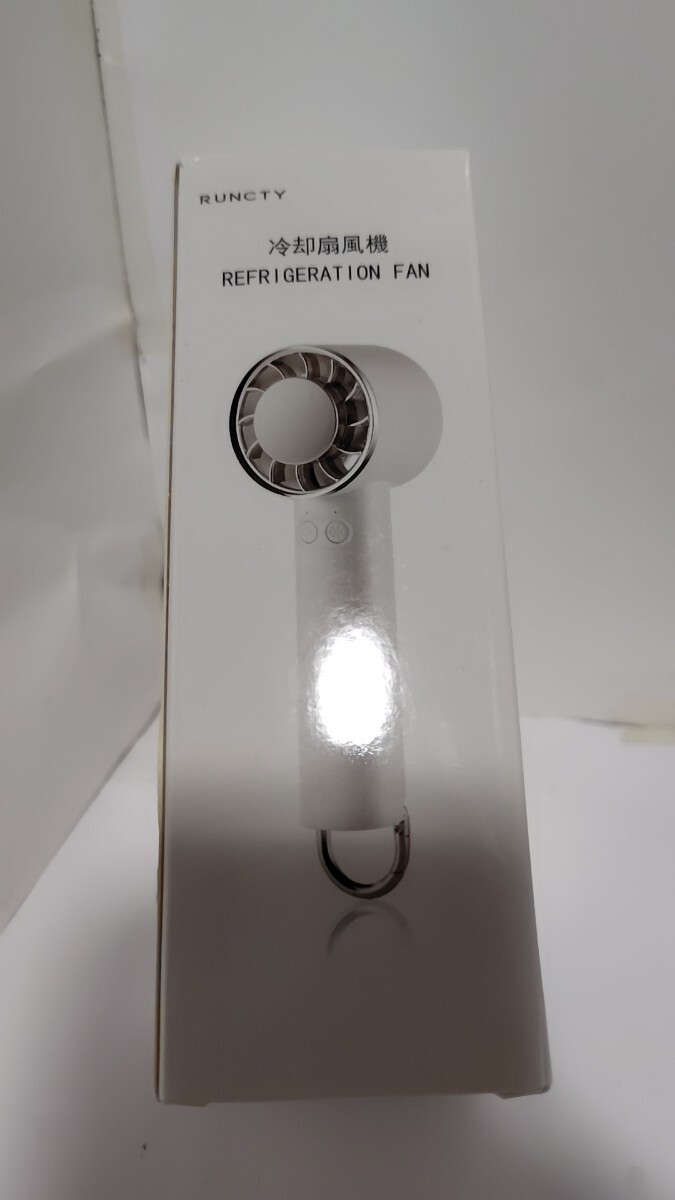 RUNCTY
冷却扇風機
REFRIGERATION FAN